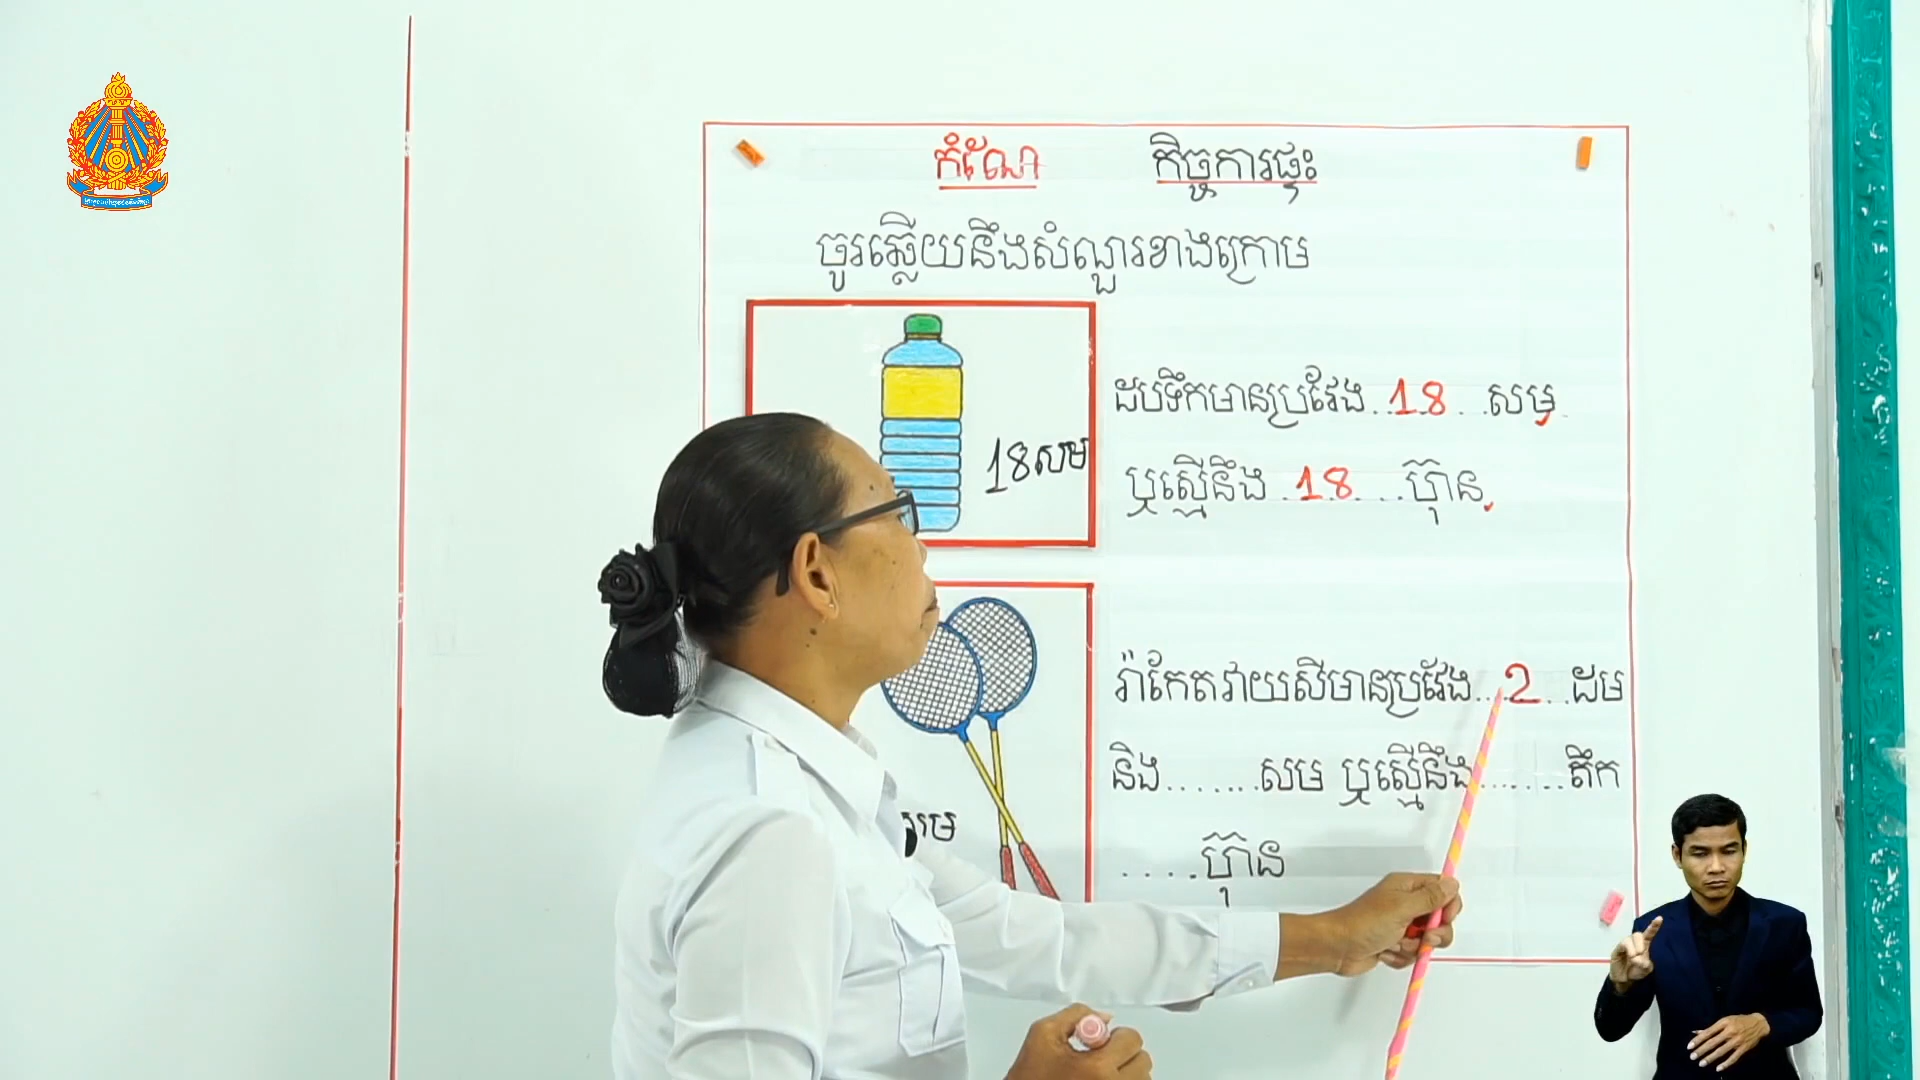 កំណែ កិច្ចការផ្ទះ
ចូរឆ្លើយនឹងសំណួរខាងក្រោម
18សម
ដបទឹកមានប្រវែង....18....សម
ឬស្មើនឹង..18....ហ៊ុន
រ៉ាកែតវាយសីមានប្រវែង....2....ដម
និង........សម ឬស្មើនឹង........តឹក
.....ហ៊ុន